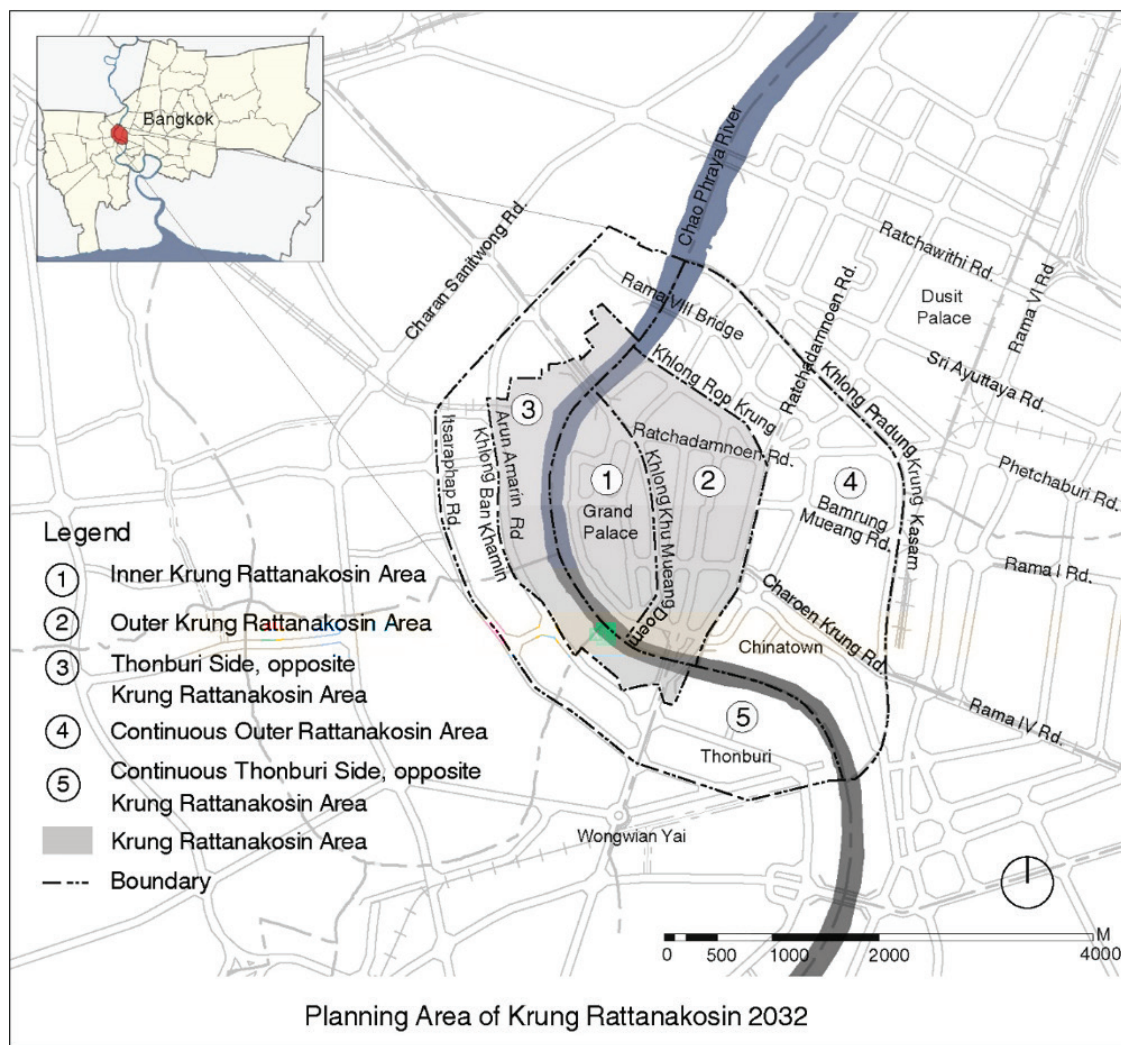 Bangkok
Chao Phraya River
Charan Sanitwong Rd.
Ratchawithi Rd.
Rama VI Rd
Dusit
Palace
Rama VIII Bridge
Ratchadamnoen Rd.
Sri Ayuttaya Rd.
Khlong Rop Krung
Khlong Pradung Krung Kasam
3
Ratchadamnoen Rd.
Itsaraphap Rd.
Khlong Ban Khamin
Arun Amarin Rd
1
Grand
Palace
Khlong Khu Mueang Doem
2
4
Bamrung
Mueang Rd.
Phetchaburi Rd.
Rama I Rd.
Charoen Krung Rd.
Chinatown
Rama IV Rd.
5
Thonburi
Wongwian Yai
Legend
1 Inner Krung Rattanakosin Area
2 Outer Krung Rattanakosin Area
3 Thonburi Side, opposite
Krung Rattanakosin Area
4 Continuous Outer Rattanakosin Area
5 Continuous Thonburi Side, opposite
Krung Rattanakosin Area
Krung Rattanakosin Area
Boundary
M
0 500 1000 2000 4000
Planning Area of Krung Rattanakosin 2032